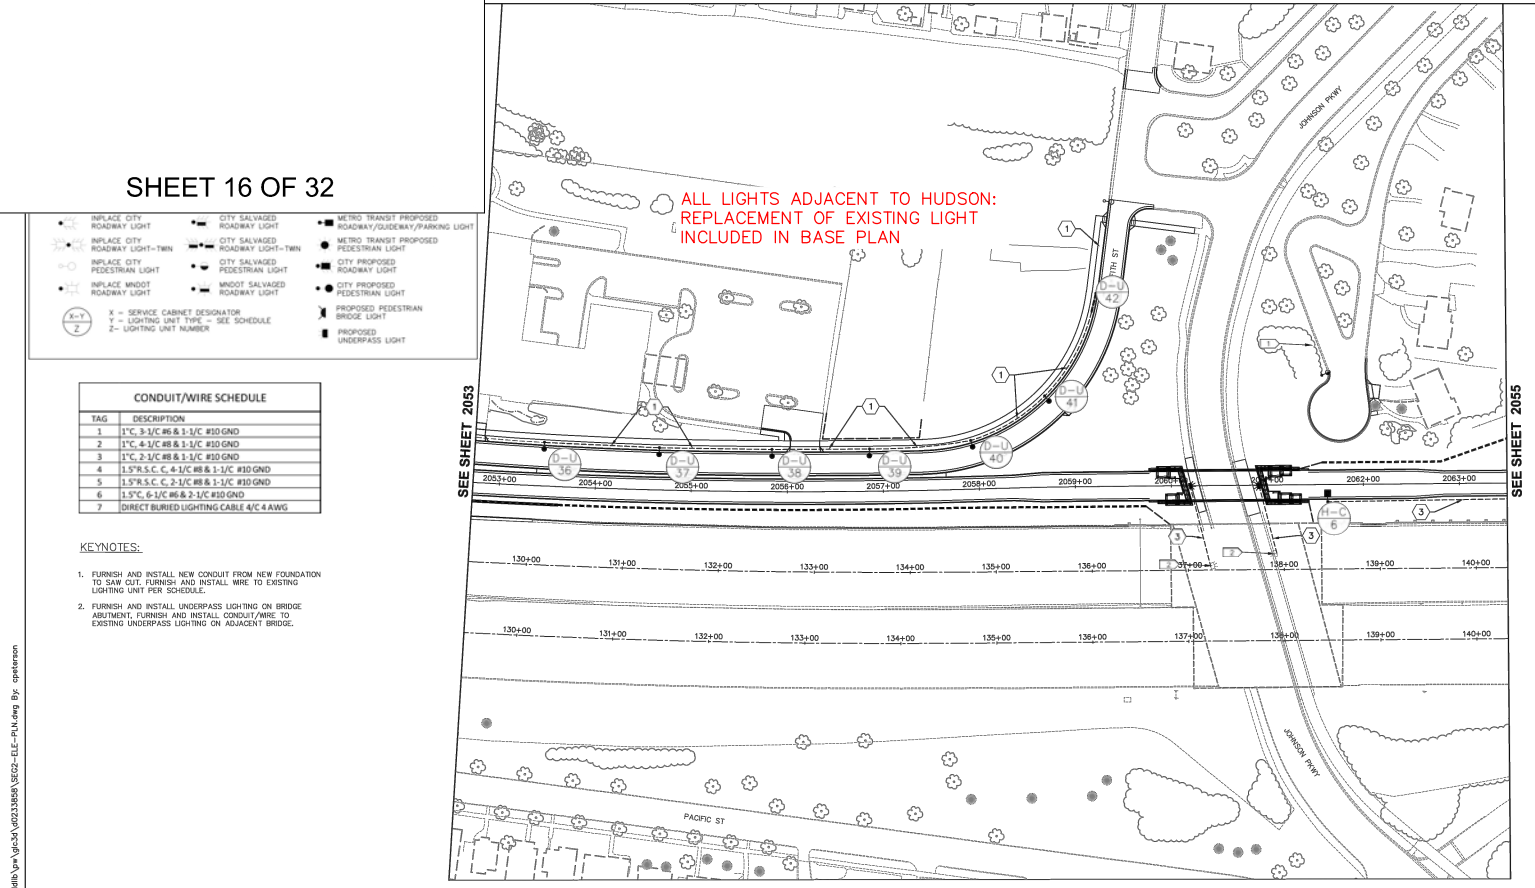 SHEET 16 OF 32
INPLACE CITY
ROADWAY LIGHT
INPLACE CITY
ROADWAY LIGHT-TWIN
INPLACE CITY
PEDESTRIAN LIGHT
INPLACE MNDOT
ROADWAY LIGHT
CITY SALVAGED
ROADWAY LIGHT
CITY SALVAGED
ROADWAY LIGHT-TWIN
CITY SALVAGED
PEDESTRIAN LIGHT
MNDOT SALVAGED
ROADWAY LIGHT
METRO TRANSIT PROPOSED
ROADWAY/GUIDEWAY/PARKING LIGHT
METRO TRANSIT PROPOSED
PEDESTRIAN LIGHT
CITY PROPOSED
ROADWAY LIGHT
CITY PROPOSED
PEDESTRIAN LIGHT
PROPOSED PEDESTRIAN
BRIDGE LIGHT
PROPOSED
UNDERPASS LIGHT
X-Y
Z
X - SERVICE CABINET DESIGNATOR
Y - LIGHTING UNIT TYPE - SEE SCHEDULE
Z- LIGHTING UNIT NUMBER
CONDUIT/WIRE SCHEDULE
TAG DESCRIPTION
1 1"C, 3-1/C #6 & 1-1/C #10 GND
2 1"C, 4-1/C #8 & 1-1/C #10 GND
3 1"C, 2-1/C #8 & 1-1/C #10 GND
4 1.5"R.S.C. C, 4-1/C #8 & 1-1/C #10 GND
5 1.5"R.S.C. C, 2-1/C #8 & 1-1/C #10 GND
6 1.5"C, 6-1/C #6 & 2-1/C #10 GND
7 DIRECT BURIED LIGHTING CABLE 4/C 4 AWG
KEYNOTES:
1. FURNISH AND INSTALL NEW CONDUIT FROM NEW FOUNDATION
TO SAW CUT. FURNISH AND INSTALL WIRE TO EXISTING
LIGHTING UNIT PER SCHEDULE.
2. FURNISH AND INSTALL UNDERPASS LIGHTING ON BRIDGE
ABUTMENT, FURNISH AND INSTALL CONDUIT/WIRE TO
EXISTING UNDERPASS LIGHTING ON ADJACENT BRIDGE.
ALL LIGHTS ADJACENT TO HUDSON:
REPLACEMENT OF EXISTING LIGHT
INCLUDED IN BASE PLAN
JOHNSON PKWY
1
D-U
42
1
1
D-U
41
1
1
SEE SHEET 2053
SEE SHEET 2055
D-U
36
D-U
37
D-U
38
D-U
39
D-U
40
2053+00
2054+00
2055+00
2056+00
2057+00
2058+00
2059+00
2062+00
2063+00
H-C
6
3
3
3
2
2
130+00
131+00
132+00
133+00
134+00
135+00
136+00
138+00
139+00
140+00
130+00
131+00
132+00
133+00
134+00
135+00
136+00
137+00
138+00
139+00
140+00
JOHNSON PKWY
PACIFIC ST